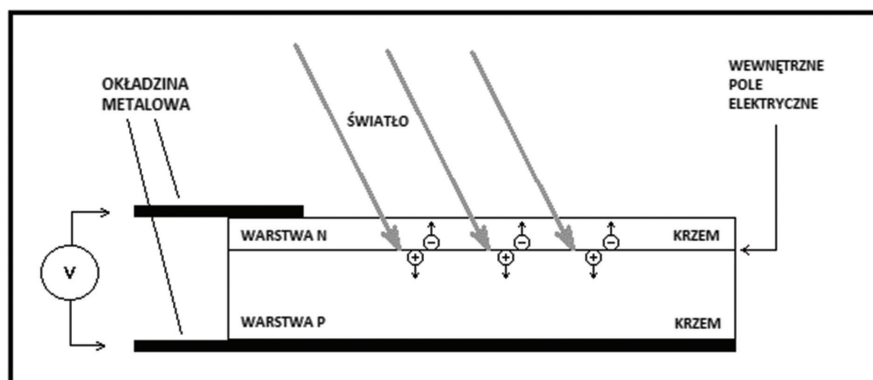 OKŁADZINA
METALOWA
ŚWIATŁO
WEWNĘTRZNE
POLE
ELEKTRYCZNE
WARSTWA N
KRZEM
V
WARSTWA P
KRZEM